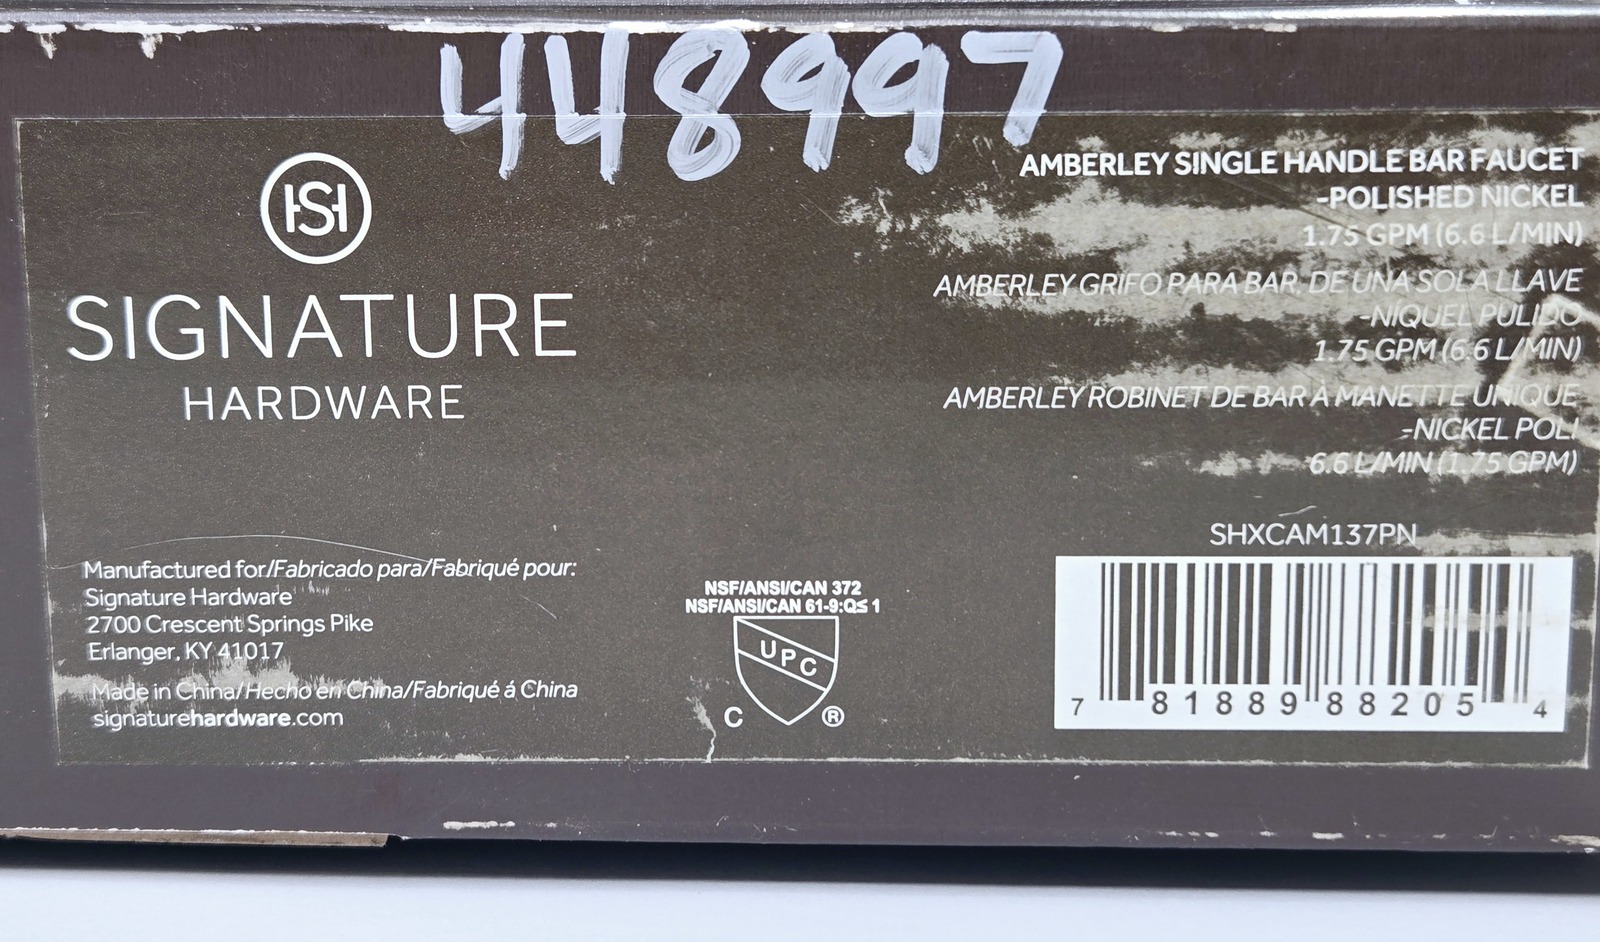 448997
SH
SIGNATURE
HARDWARE
AMBERLEY SINGLE HANDLE BAR FAUCET
-POLISHED NICKEL
1.75 GPM (6.6 L/MIN)
AMBERLEY GRIFO PARA BAR, DE UNA SOLA LLAVE
-NÍQUEL PULIDO
1.75 GPM (6.6 L/MIN)
AMBERLEY ROBINET DE BAR À MANETTE UNIQUE
-NICKEL POLI
6.6 L/MIN (1.75 GPM)
Manufactured for/Fabricado para/Fabriqué pour:
Signature Hardware
2700 Crescent Springs Pike
Erlanger, KY 41017
Made in China/Hecho en China/Fabriqué á China
signaturehardware.com
NSF/ANSI/CAN 372
NSF/ANSI/CAN 61-9:Q≤ 1
UPC
C ®
SHXCAM137PN
7 81889 88205 4